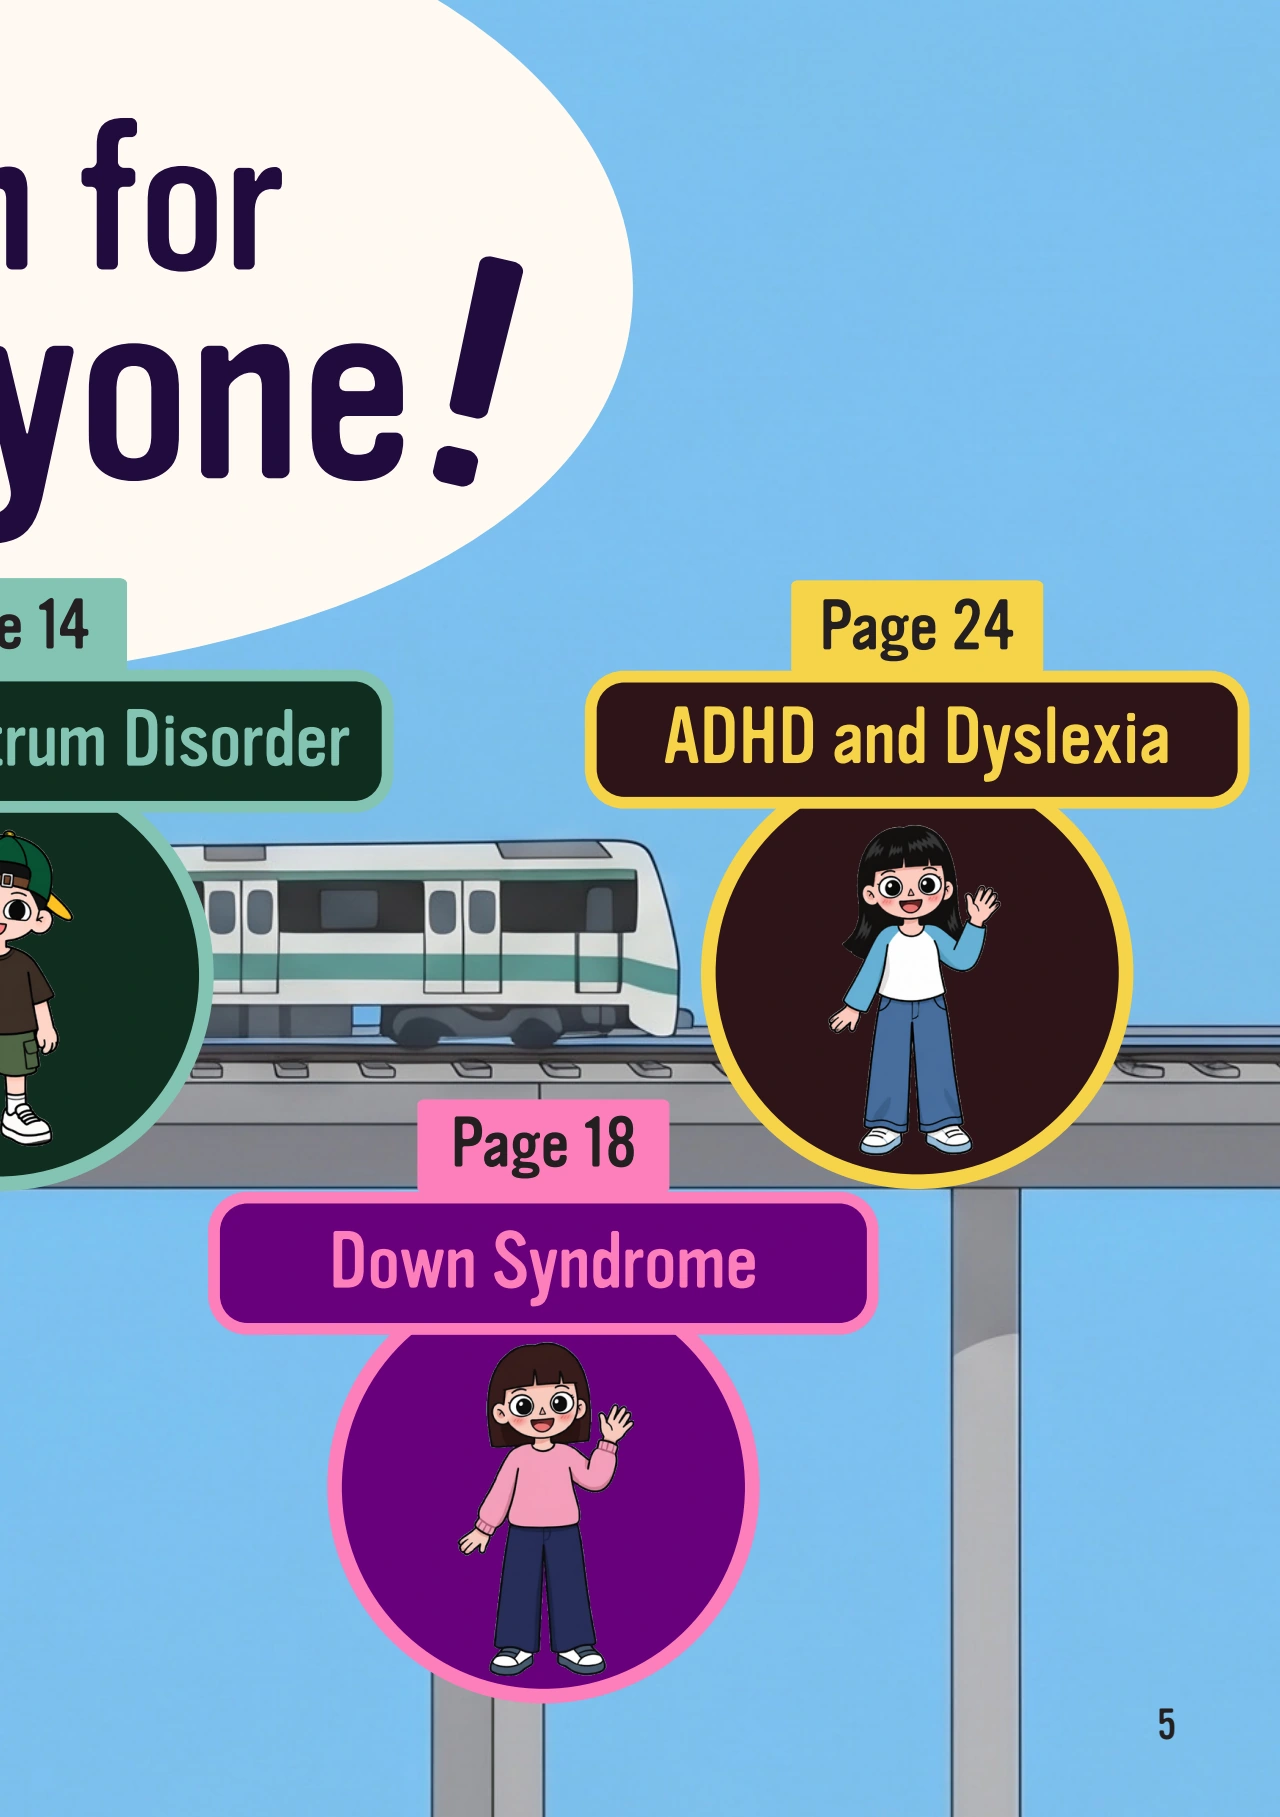 for
yone!
e 14
trum Disorder
Page 24
ADHD and Dyslexia
Page 18
Down Syndrome
5